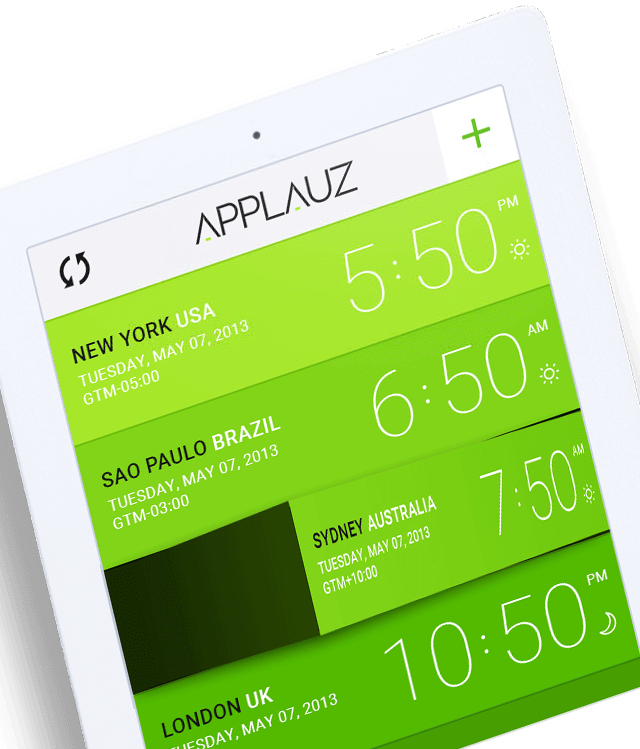 APPLAUZ
+
NEW YORK USA
TUESDAY, MAY 07, 2013
GTM-05:00
5:50 PM
SAO PAULO BRAZIL
TUESDAY, MAY 07, 2013
GTM-03:00
6:50 AM
SYDNEY AUSTRALIA
TUESDAY, MAY 07, 2013
GTM+10:00
7:50 AM
LONDON UK
TUESDAY, MAY 07, 2013
10:50 PM